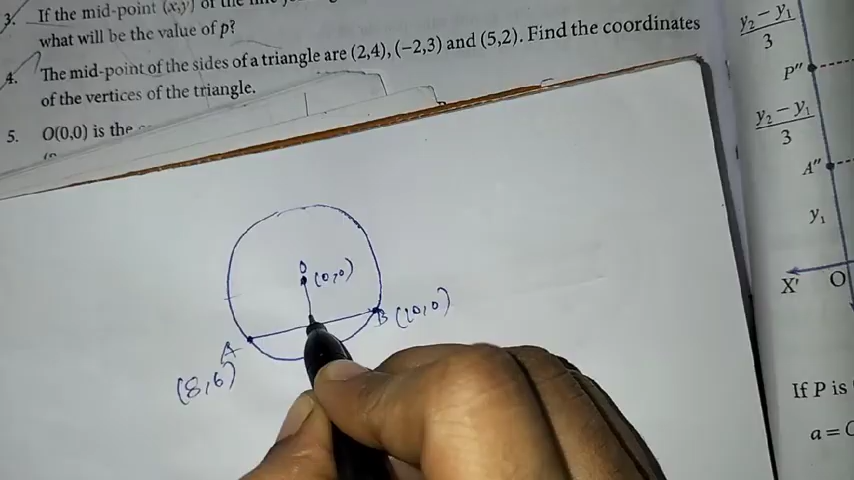 3. If the mid-point (x,y) of the
what will be the value of p?
4. The mid-point of the sides of a triangle are (2,4), (−2,3) and (5,2). Find the coordinates
of the vertices of the triangle.
5. O(0,0) is the
O (0,0)
A
(8,6)
B (10,0)
y₂ − y₁
3
P″
y₂ − y₁
3
A″
y₁
X′ O
If P is
a =